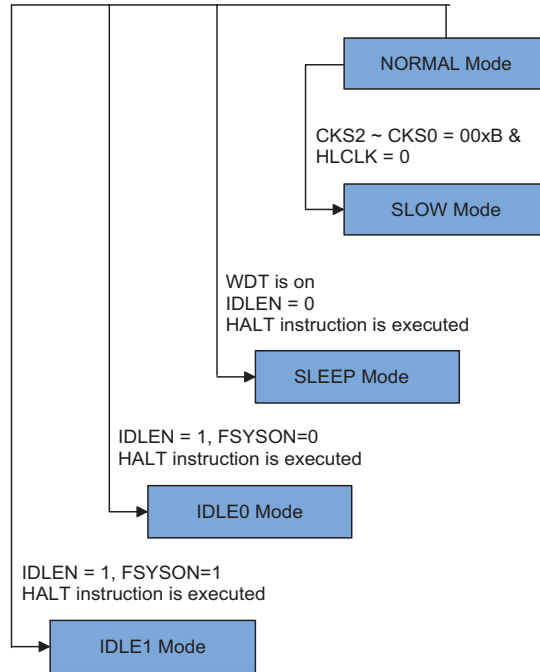 NORMAL Mode
CKS2 ~ CKS0 = 00xB &
HLCLK = 0
SLOW Mode
WDT is on
IDLEN = 0
HALT instruction is executed
SLEEP Mode
IDLEN = 1, FSYSON=0
HALT instruction is executed
IDLE0 Mode
IDLEN = 1, FSYSON=1
HALT instruction is executed
IDLE1 Mode